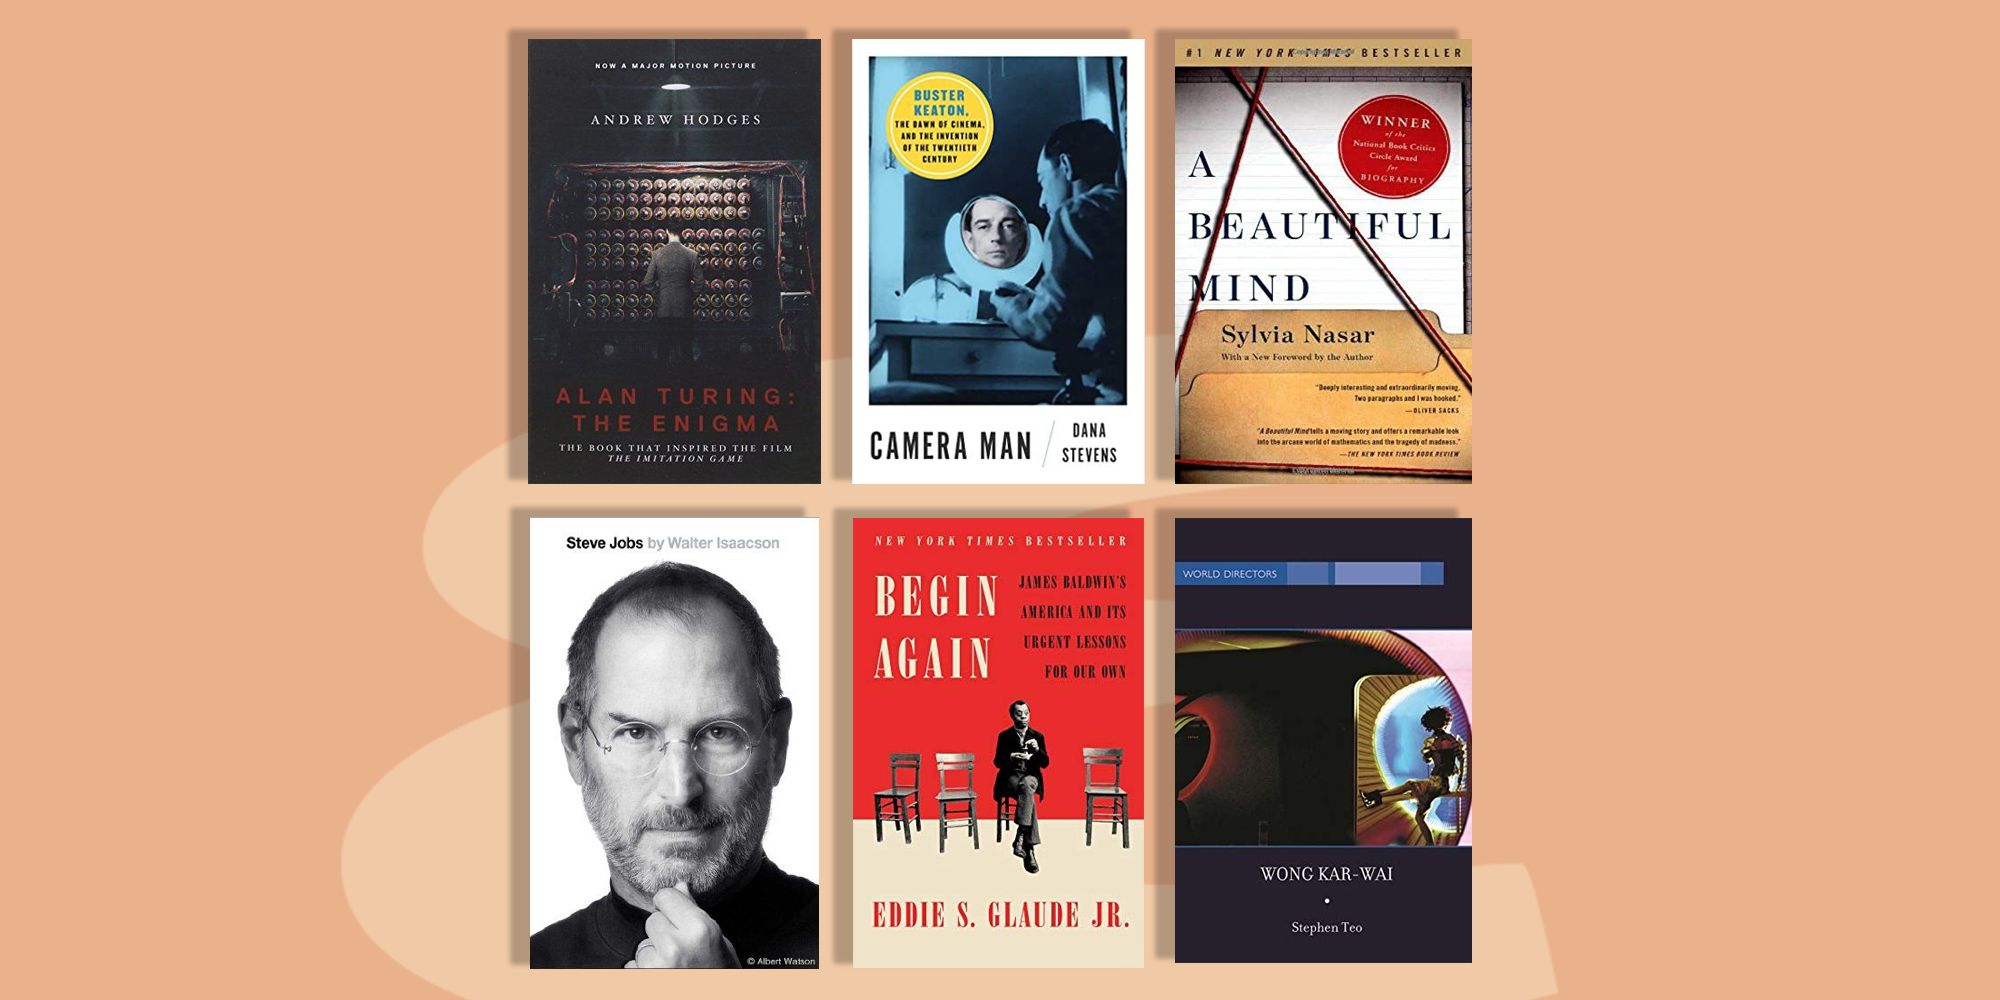 NOW A MAJOR MOTION PICTURE
ANDREW HODGES
ALAN TURING:
THE ENIGMA
THE BOOK THAT INSPIRED THE FILM
THE IMITATION GAME
BUSTER
KEATON,
THE DAWN OF CINEMA,
AND THE INVENTION
OF THE TWENTIETH
CENTURY
CAMERA MAN
DANA
STEVENS
#1 NEW YORK TIMES BESTSELLER
WINNER
of the
National Book Critics
Circle Award
for
BIOGRAPHY
A
BEAUTIFUL
MIND
Sylvia Nasar
With a New Foreword by the Author
"Deeply interesting and extraordinarily moving.
Two paragraphs and I was hooked."
—OLIVER SACKS
"A Beautiful Mind tells a moving story and offers a remarkable look
into the arcane world of mathematics and the tragedy of madness."
—THE NEW YORK TIMES BOOK REVIEW
Steve Jobs by Walter Isaacson
© Albert Watson
NEW YORK TIMES BESTSELLER
BEGIN
AGAIN
JAMES BALDWIN'S
AMERICA AND ITS
URGENT LESSONS
FOR OUR OWN
EDDIE S. GLAUDE JR.
WORLD DIRECTORS
WONG KAR-WAI
Stephen Teo